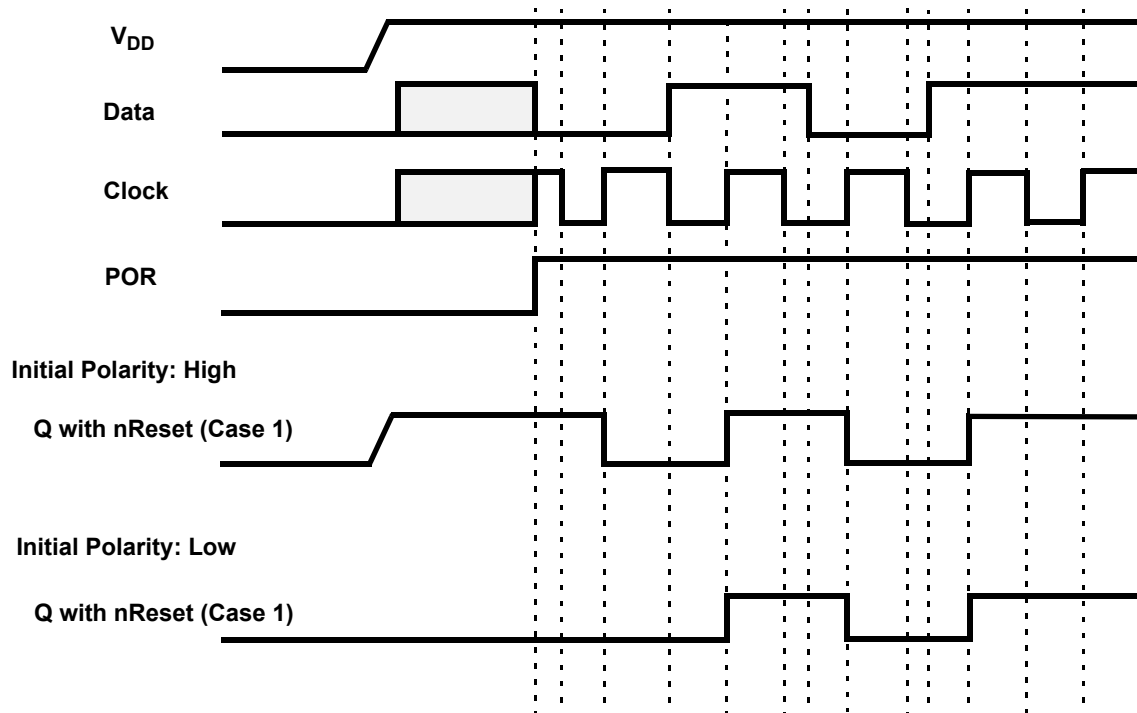 VDD
Data
Clock
POR
Initial Polarity: High
Q with nReset (Case 1)
Initial Polarity: Low
Q with nReset (Case 1)